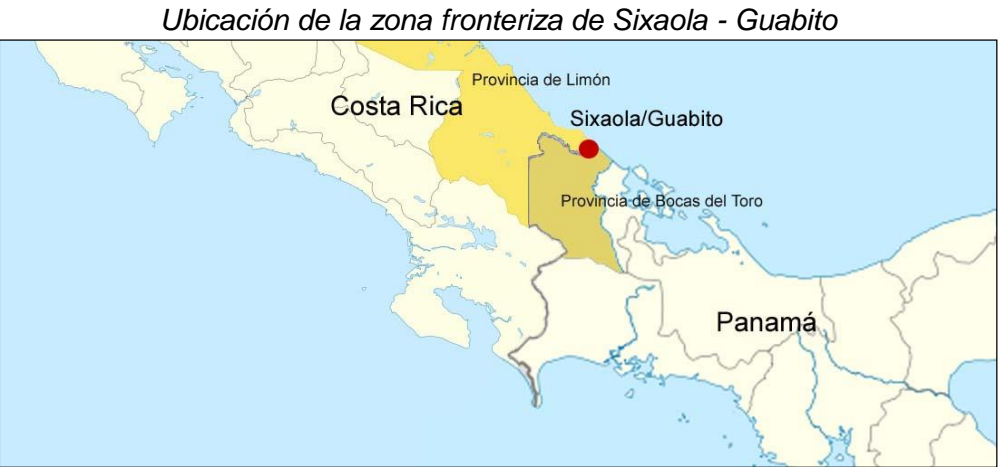 Ubicación de la zona fronteriza de Sixaola - Guabito
Provincia de Limón
Costa Rica
Sixaola/Guabito
Provincia de Bocas del Toro
Panamá